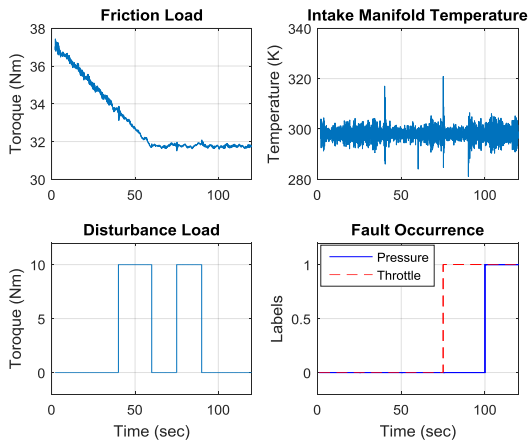 Friction Load
Toroque (Nm)
38
36
34
32
30
0
50
100
Intake Manifold Temperature
Temperature (K)
340
320
300
280
0
50
100
Disturbance Load
Toroque (Nm)
10
5
0
0
50
100
Time (sec)
Fault Occurrence
Labels
1
0.5
0
Pressure
Throttle
0
50
100
Time (sec)